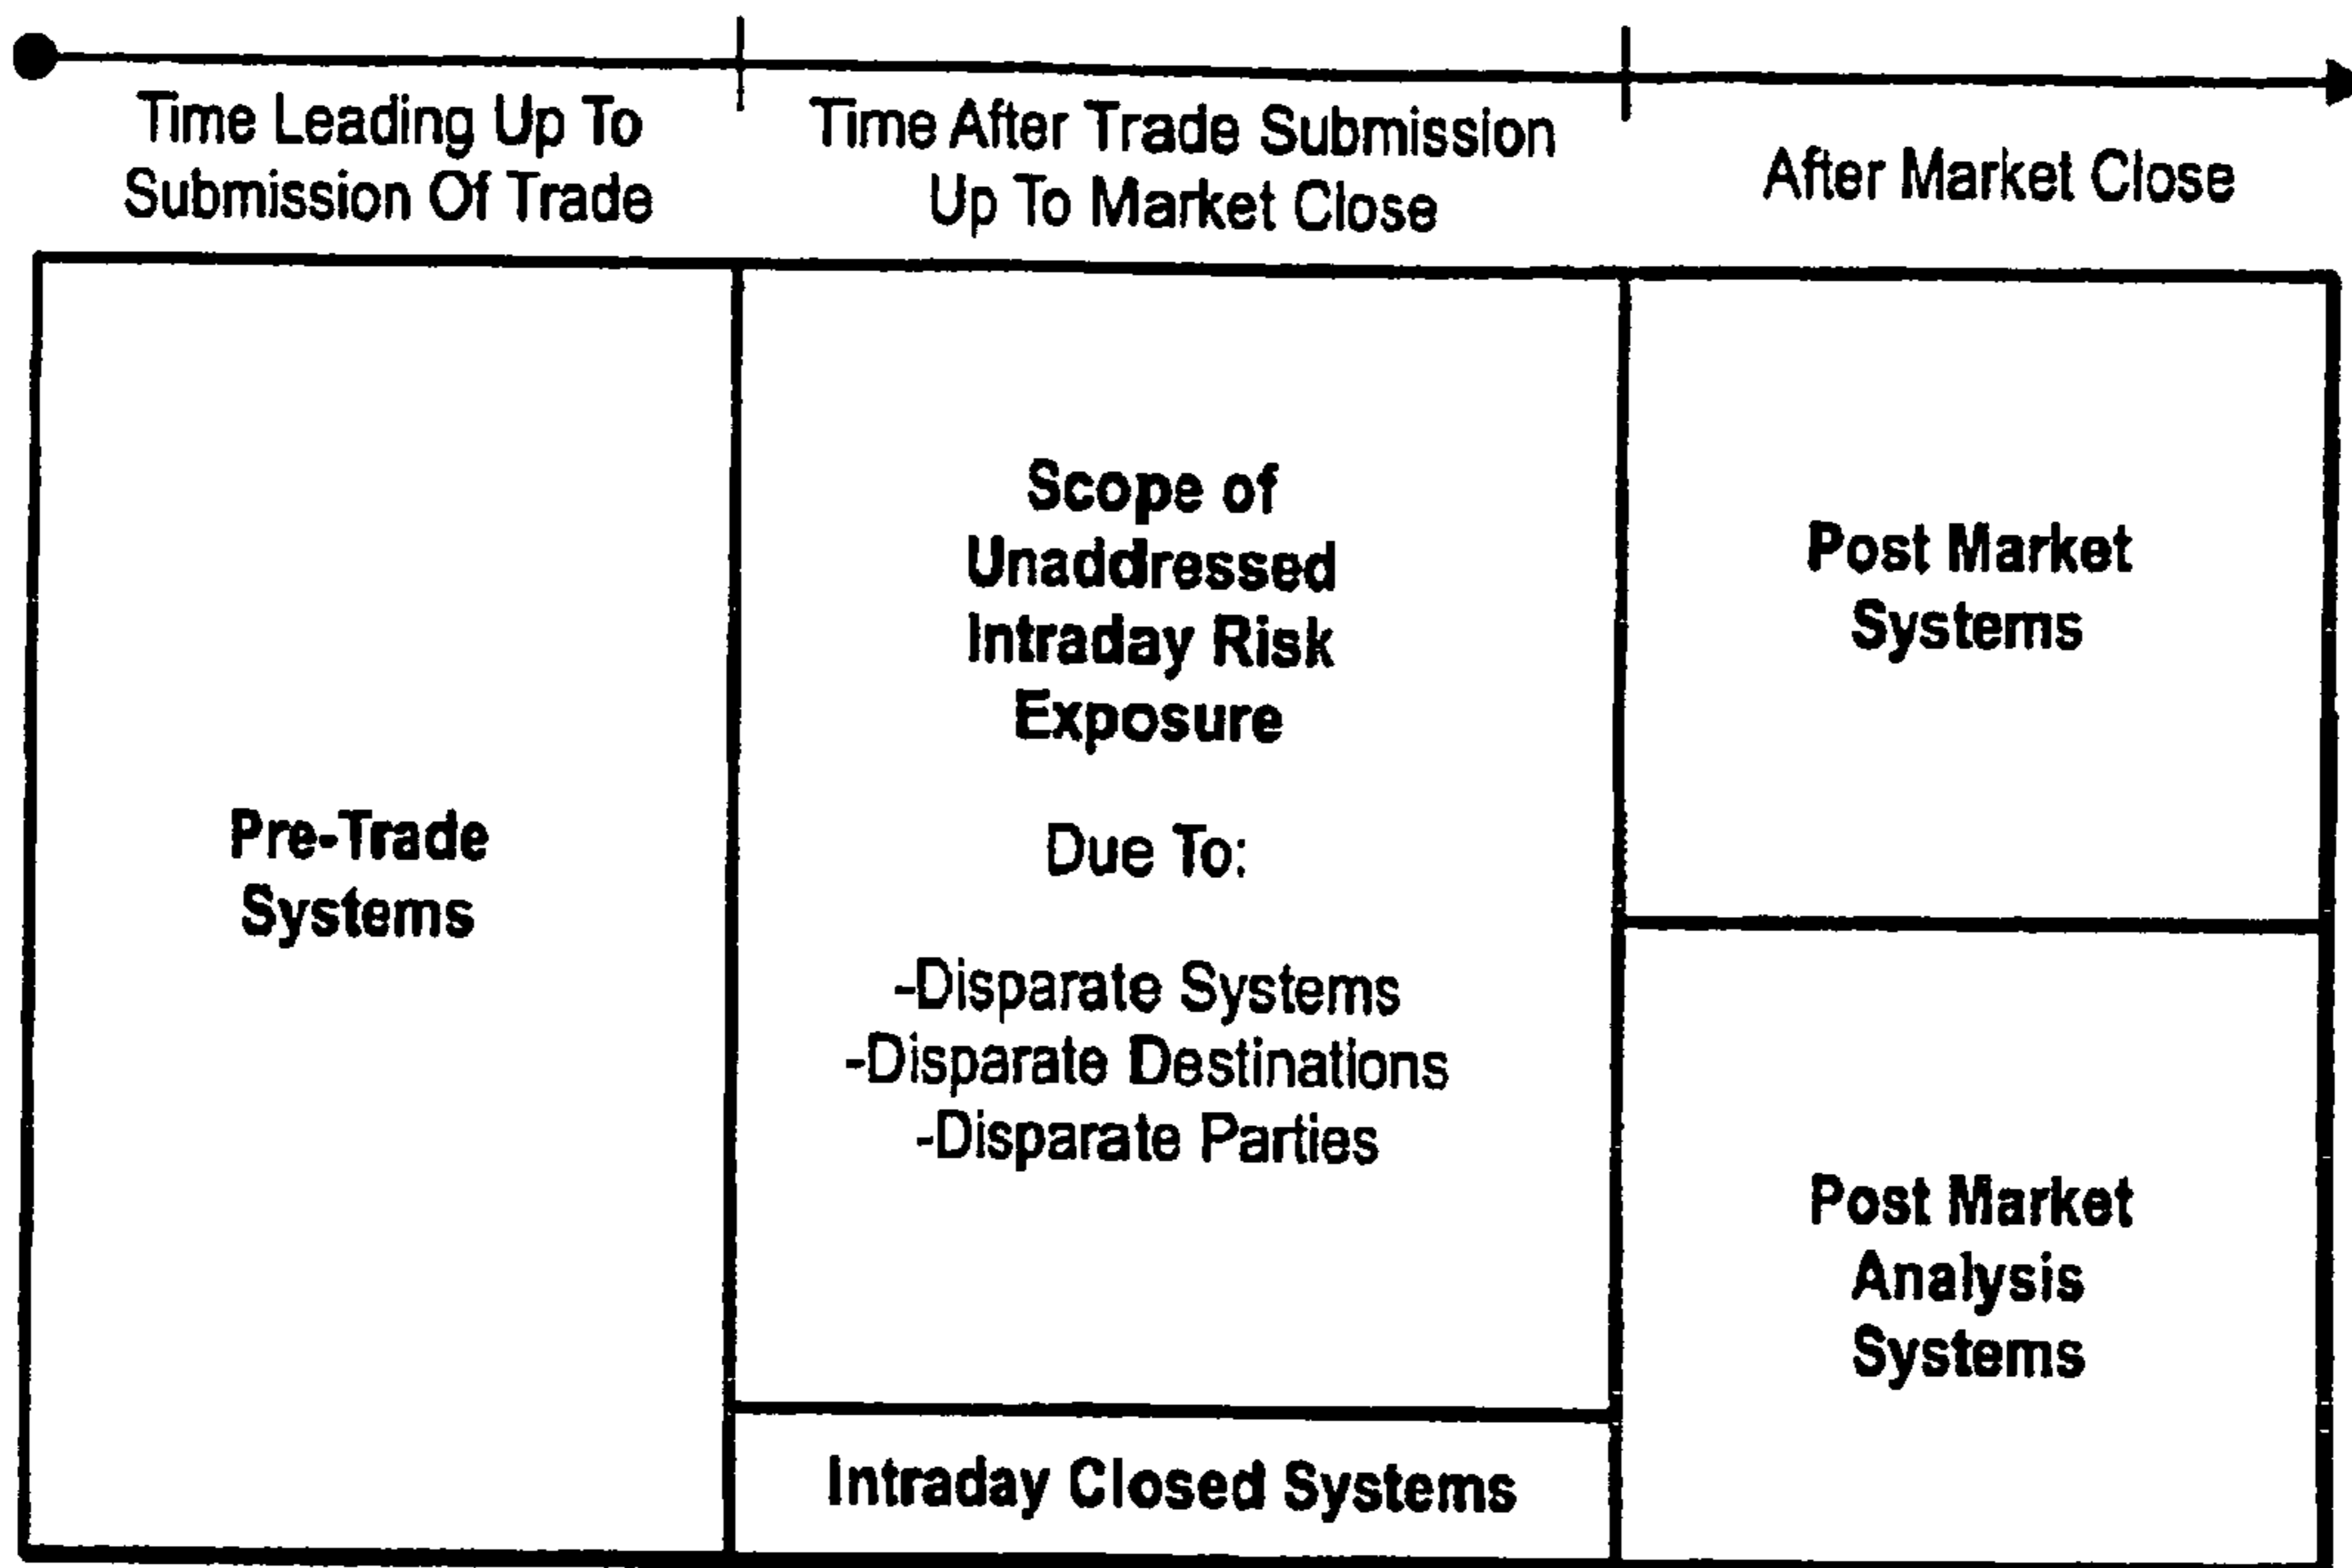 Time Leading Up To
Submission Of Trade
Time After Trade Submission
Up To Market Close
After Market Close
Pre-Trade
Systems
Scope of
Unaddressed
Intraday Risk
Exposure
Due To:
-Disparate Systems
-Disparate Destinations
-Disparate Parties
Intraday Closed Systems
Post Market
Systems
Post Market
Analysis
Systems